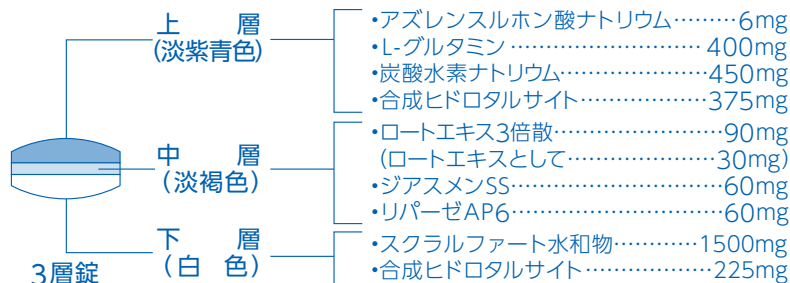 上　層
(淡紫青色)
•アズレンスルホン酸ナトリウム………6mg
•L-グルタミン…………………400mg
•炭酸水素ナトリウム………………450mg
•合成ヒドロタルサイト………………375mg
中　層
(淡褐色)
•ロートエキス3倍散…………………90mg
(ロートエキスとして………………30mg)
•ジアスメンSS………………………60mg
•リパーゼAP6………………………60mg
下　層
(白　色)
•スクラルファート水和物…………1500mg
•合成ヒドロタルサイト………………225mg
3層錠